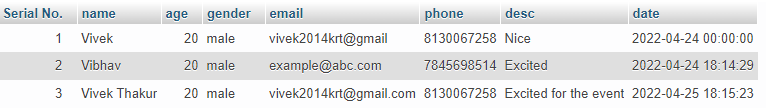 Serial No. name age gender email phone desc date
1 Vivek 20 male vivek2014krt@gmail 8130067258 Nice 2022-04-24 00:00:00
2 Vibhav 20 male example@abc.com 7845698514 Excited 2022-04-24 18:14:29
3 Vivek Thakur 20 male vivek2014krt@gmail.com 8130067258 Excited for the event 2022-04-25 18:15:23